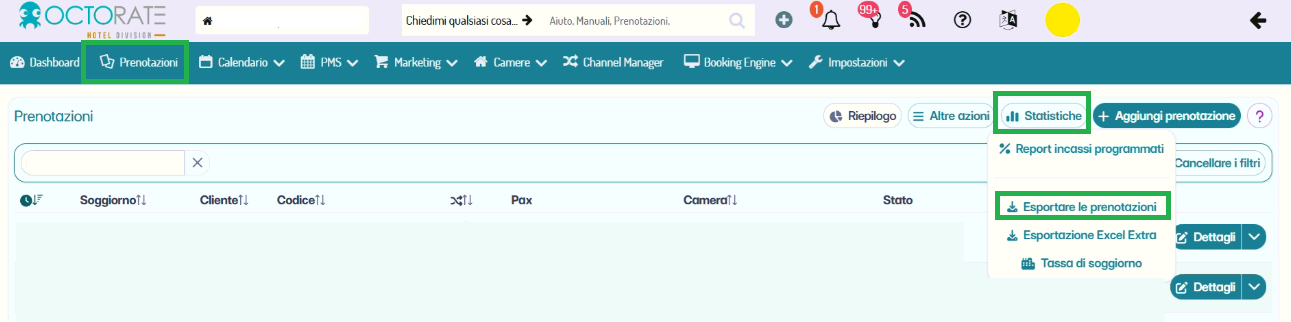 OCTORATE
HOTEL DIVISION
Chiedimi qualsiasi cosa...
Aiuto, Manuali, Prenotazioni.
1
99+
5
Dashboard
Prenotazioni
Calendario
PMS
Marketing
Camere
Channel Manager
Booking Engine
Impostazioni
Prenotazioni
Riepilogo
Altre azioni
Statistiche
+ Aggiungi prenotazione
?
Report incassi programmati
Cancellare i filtri
Soggiorno
Cliente
Codice
Pax
Camera
Stato
Esportare le prenotazioni
Esportazione Excel Extra
Tassa di soggiorno
Dettagli
Dettagli